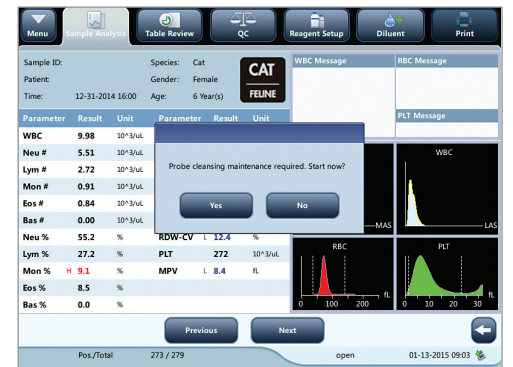 Menu Sample Analysis Table Review QC Reagent Setup Diluent Print
Sample ID: Species: Cat
Patient: Gender: Female
Time: 12-31-2014 16:00 Age: 6 Year(s)
CAT
FELINE
WBC Message RBC Message
PLT Message
Parameter Result Unit Parameter Result Unit
WBC 9.98 10^3/uL
Neu # 5.51 10^3/uL
Lym # 2.72 10^3/uL
Mon # 0.91 10^3/uL
Eos # 0.84 10^3/uL
Bas # 0.00 10^3/uL
Neu % 55.2 % RDW-CV L 12.4 %
Lym % 27.2 % PLT 272 10^3/uL
Mon % H 9.1 % MPV L 8.4 fL
Eos % 8.5 %
Bas % 0.0 %
Probe cleansing maintenance required. Start now?
Yes No
WBC
MAS LAS
RBC PLT
0 100 200 fL 0 10 20 30 fL
Previous Next
Pos./Total 273 / 279 open 01-13-2015 09:03